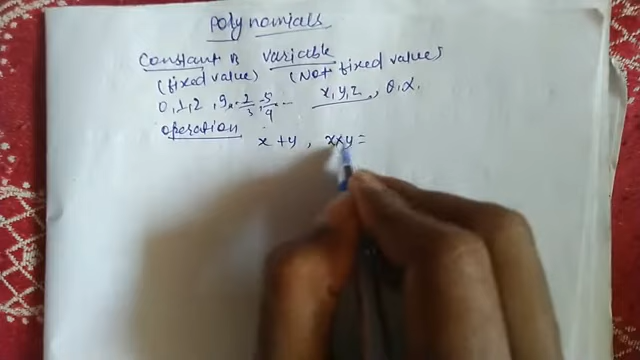 Polynomials
Constant & Variable
(fixed value) (Not fixed value)
0, 1, 2, 9, -2/3, 5/9 -- x, y, z, θ, α.
operation x + y, x×y =